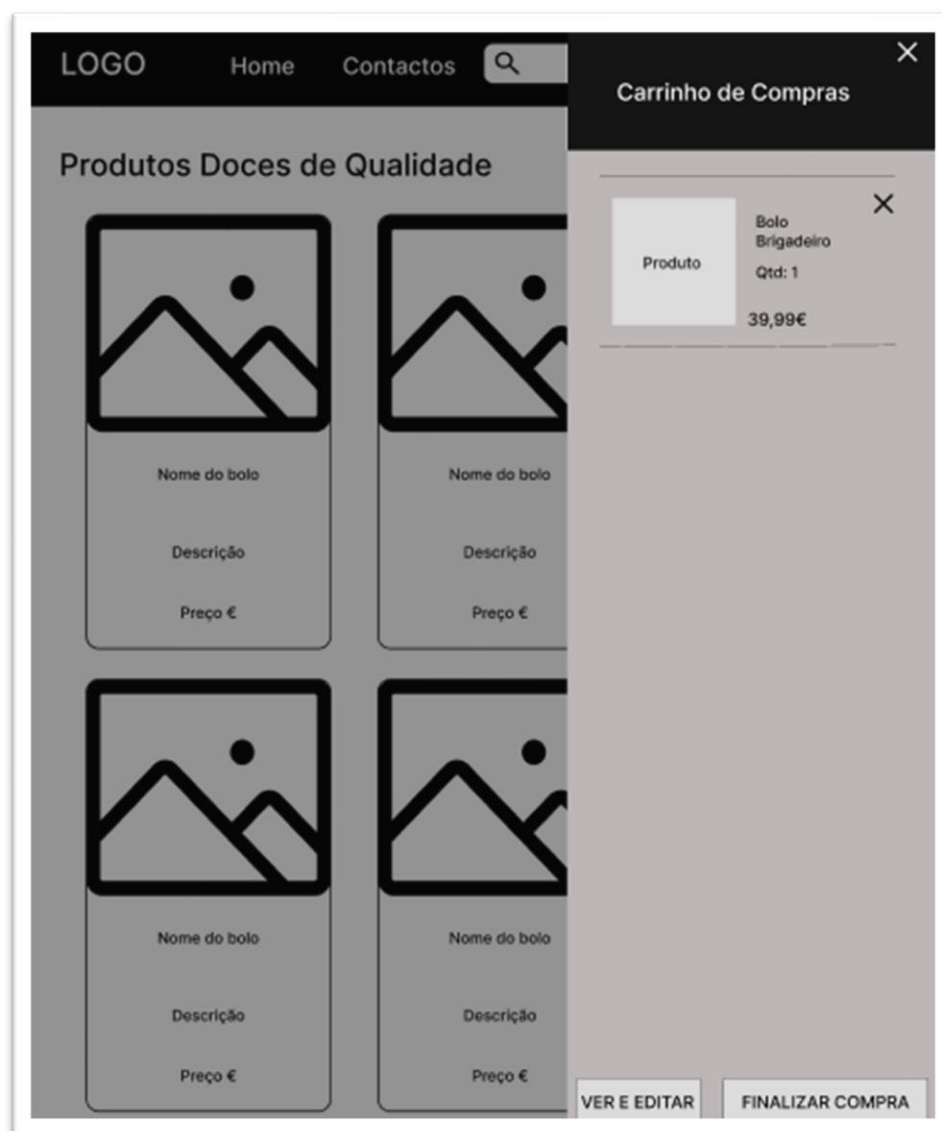 LOGO
Home
Contactos
Carrinho de Compras
Produtos Doces de Qualidade
Produto
Bolo
Brigadeiro
Qtd: 1
39,99€
Nome do bolo
Nome do bolo
Descrição
Descrição
Preço €
Preço €
Nome do bolo
Nome do bolo
Descrição
Descrição
Preço €
Preço €
VER E EDITAR
FINALIZAR COMPRA